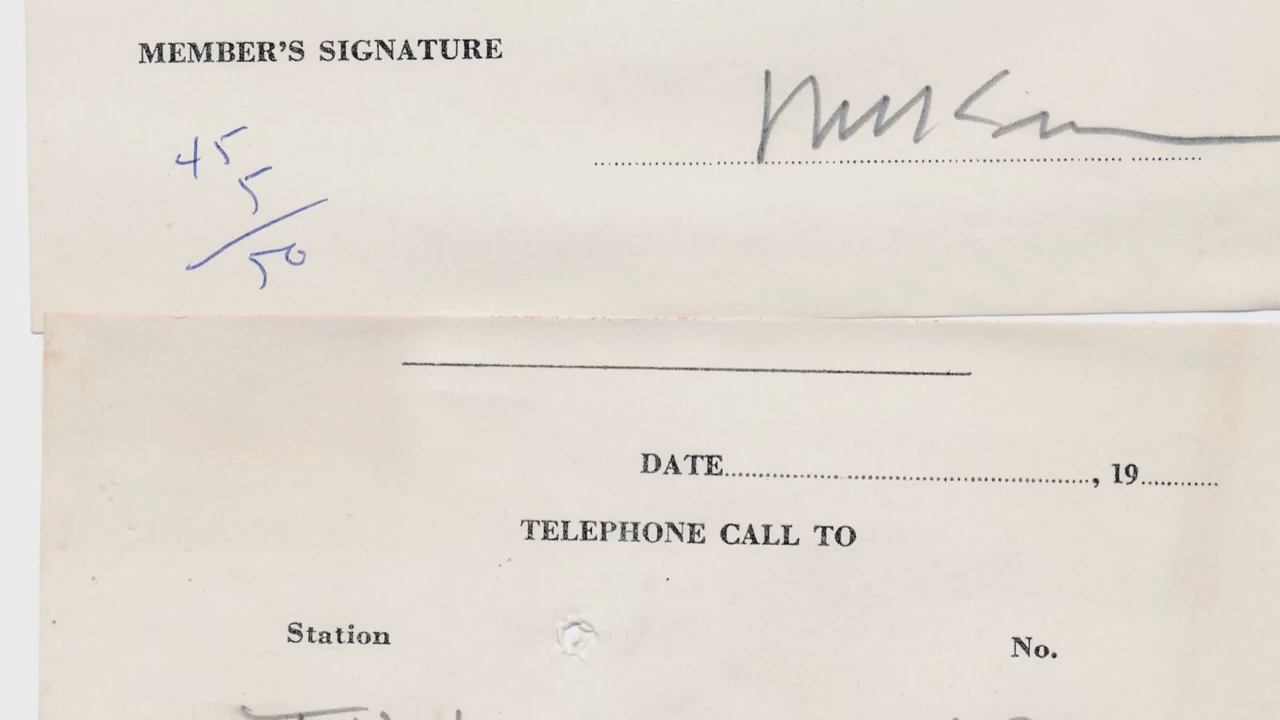 MEMBER'S SIGNATURE
45
5
50
DATE........................................, 19...........
TELEPHONE CALL TO
Station No.